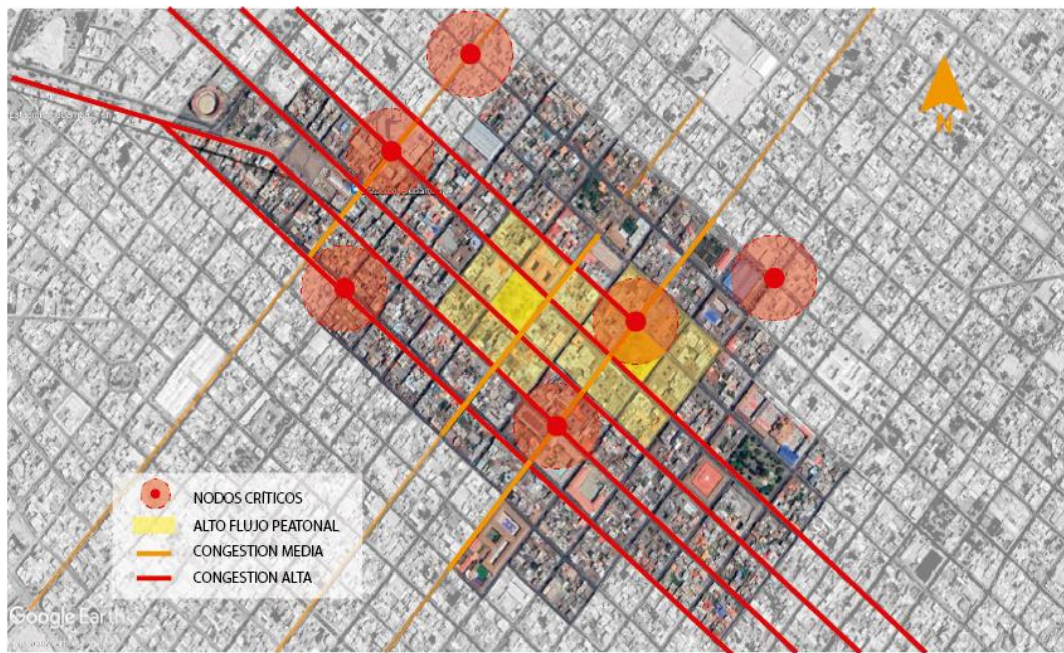 N
NODOS CRÍTICOS
ALTO FLUJO PEATONAL
CONGESTION MEDIA
CONGESTION ALTA
Google Earth